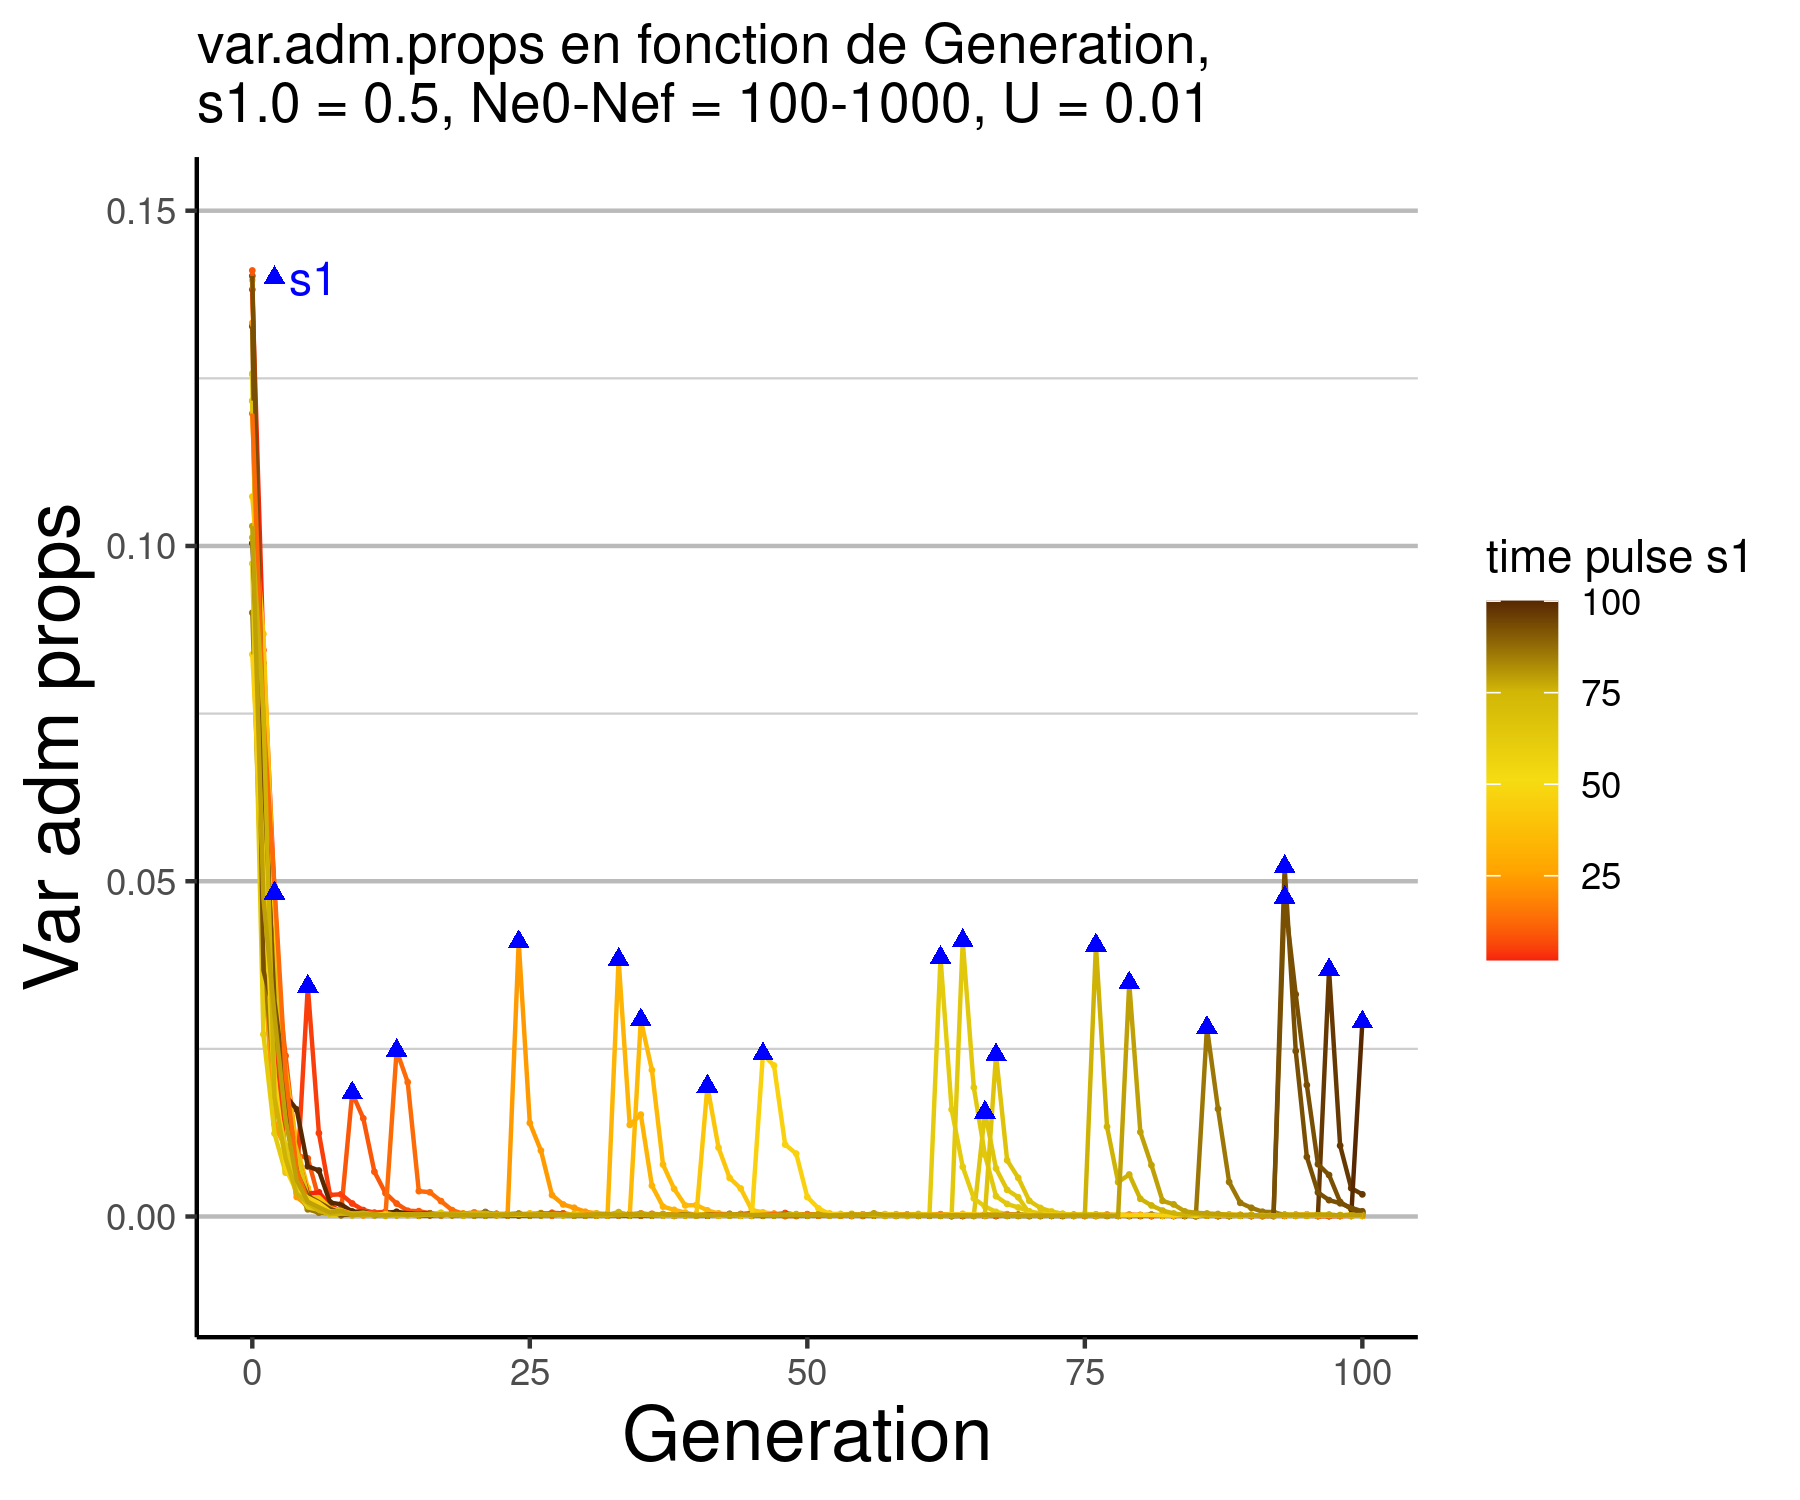 var.adm.props en fonction de Generation,
s1.0 = 0.5, Ne0-Nef = 100-1000, U = 0.01
Var adm props
0.15
0.10
0.05
0.00
s1
0
25
50
75
100
Generation
time pulse s1
100
75
50
25